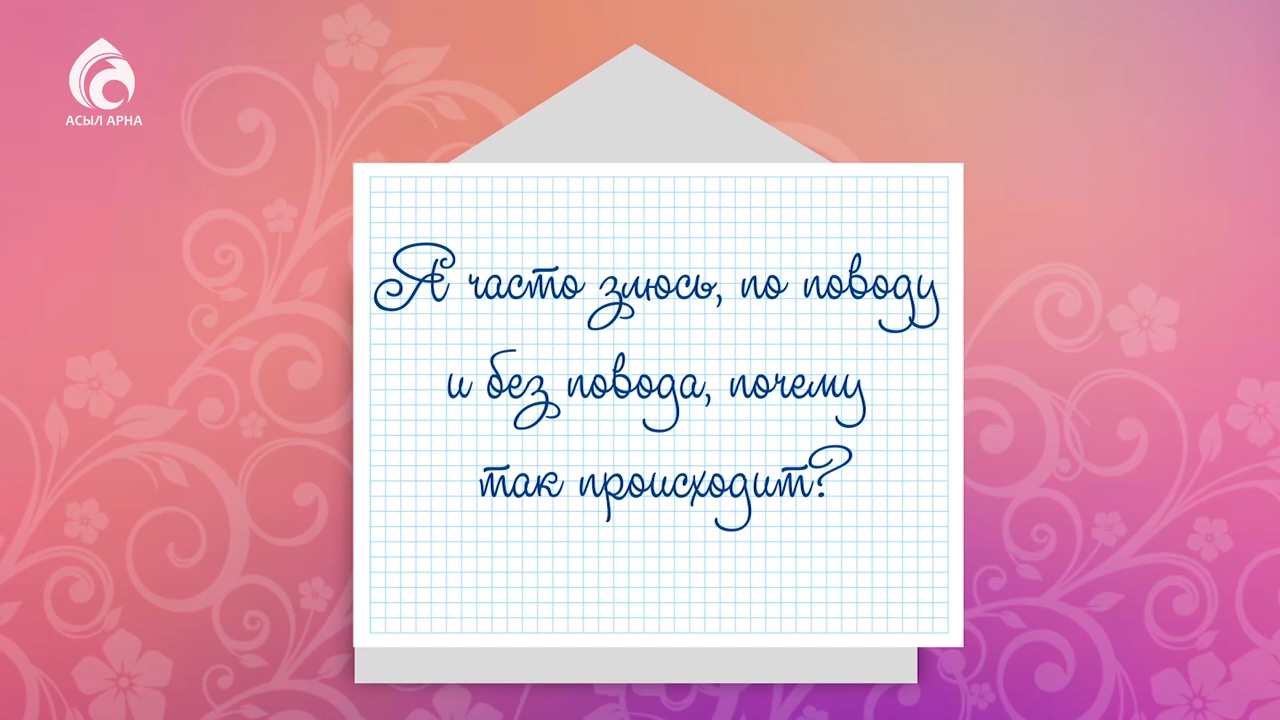 АСЫЛ АРНА
Я часто злюсь, по поводу
и без повода, почему
так происходит?